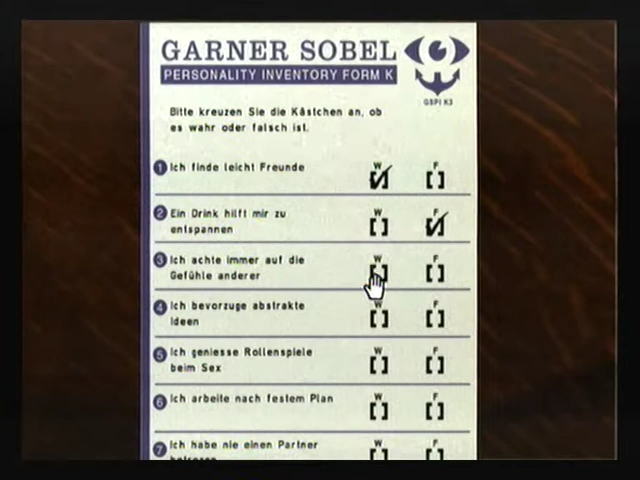 GARNER SOBEL
PERSONALITY INVENTORY FORM K
GSPI K3
Bitte kreuzen Sie die Kästchen an, ob
es wahr oder falsch ist.
W F
1 Ich finde leicht Freunde
W F
2 Ein Drink hilft mir zu
entspannen
W F
3 Ich achte immer auf die
Gefühle anderer
W F
4 Ich bevorzuge abstrakte
Ideen
W F
5 Ich geniesse Rollenspiele
beim Sex
W F
6 Ich arbeite nach festem Plan
W F
7 Ich habe nie einen Partner